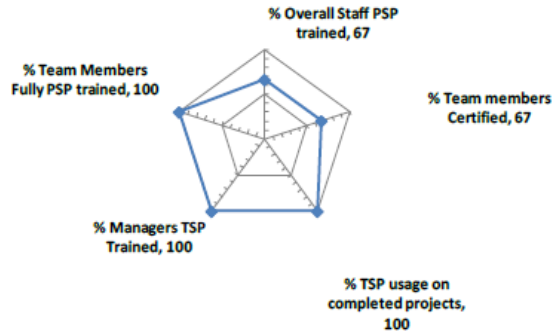 % Overall Staff PSP
trained, 67
% Team Members
Fully PSP trained, 100
% Team members
Certified, 67
% Managers TSP
Trained, 100
% TSP usage on
completed projects,
100